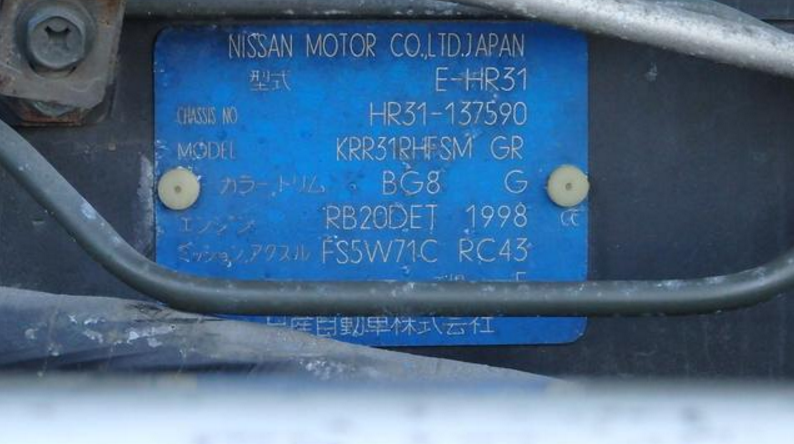 NISSAN MOTOR CO.,LTD.JAPAN
型式 E-HR31
CHASSIS NO HR31-137590
MODEL KRR31RHFSM GR
カラー.トリム BG8 G
エンジン RB20DET 1998 cc
ミッション.アクスル FS5W71C RC43
日産自動車株式会社